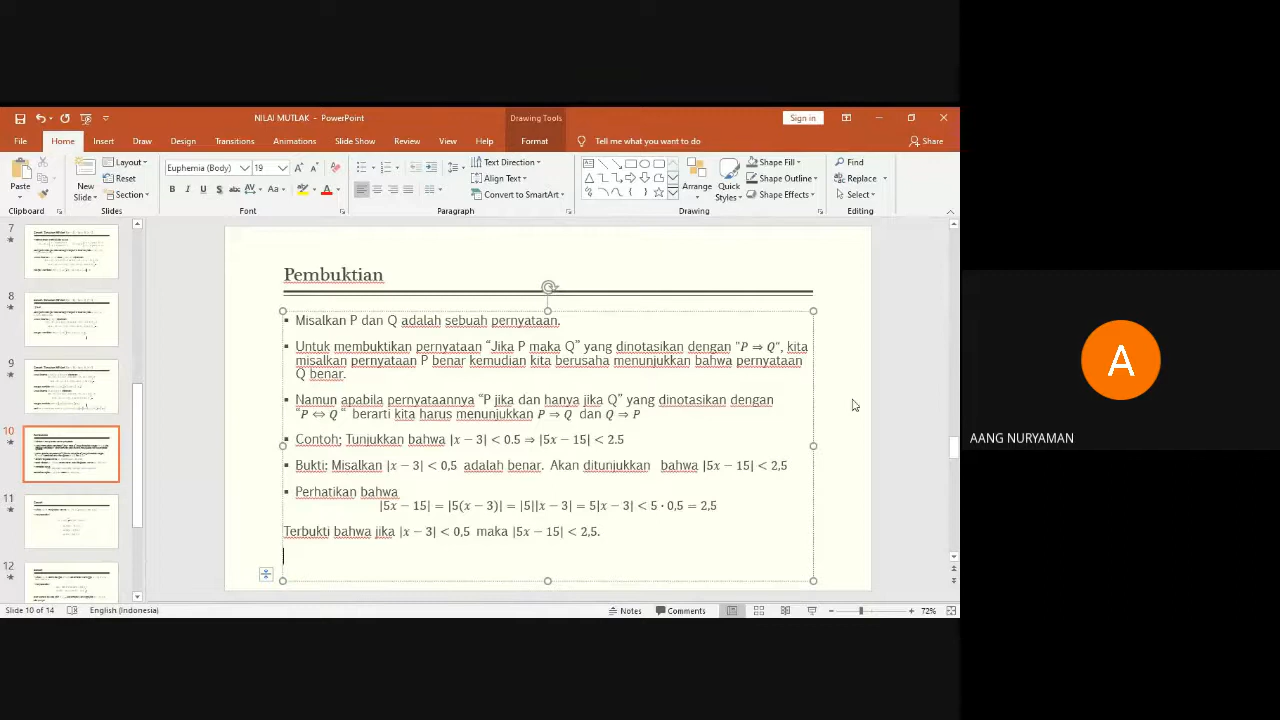 NILAI MUTLAK - PowerPoint
Drawing Tools
Sign in
File Home Insert Draw Design Transitions Animations Slide Show Review View Help Format Tell me what you want to do Share
Paste
New Slide
Layout
Reset
Section
Euphemia (Body) 19
B I U S abc AV Aa A
Text Direction
Align Text
Convert to SmartArt
Arrange
Quick Styles
Shape Fill
Shape Outline
Shape Effects
Find
Replace
Select
Clipboard Slides Font Paragraph Drawing Editing
7
8
9
10
11
12
Pembuktian
▪ Misalkan P dan Q adalah sebuah pernyataan.
▪ Untuk membuktikan pernyataan “Jika P maka Q” yang dinotasikan dengan "P ⇒ Q", kita
misalkan pernyataan P benar kemudian kita berusaha menunjukkan bahwa pernyataan
Q benar.
▪ Namun apabila pernyataannya “P jika dan hanya jika Q” yang dinotasikan dengan
“P ⇔ Q“ berarti kita harus menunjukkan P ⇒ Q dan Q ⇒ P
▪ Contoh: Tunjukkan bahwa |x − 3| < 0.5 ⇒ |5x − 15| < 2.5
▪ Bukti: misalkan |x − 3| < 0,5 adalah benar. Akan ditunjukkan bahwa |5x − 15| < 2,5
▪ Perhatikan bahwa
|5x − 15| = |5(x − 3)| = |5||x − 3| = 5|x − 3| < 5 · 0,5 = 2,5
Terbukti bahwa jika |x − 3| < 0,5 maka |5x − 15| < 2,5.
A
AANG NURYAMAN
Slide 10 of 14 English (Indonesia) Notes Comments 72%